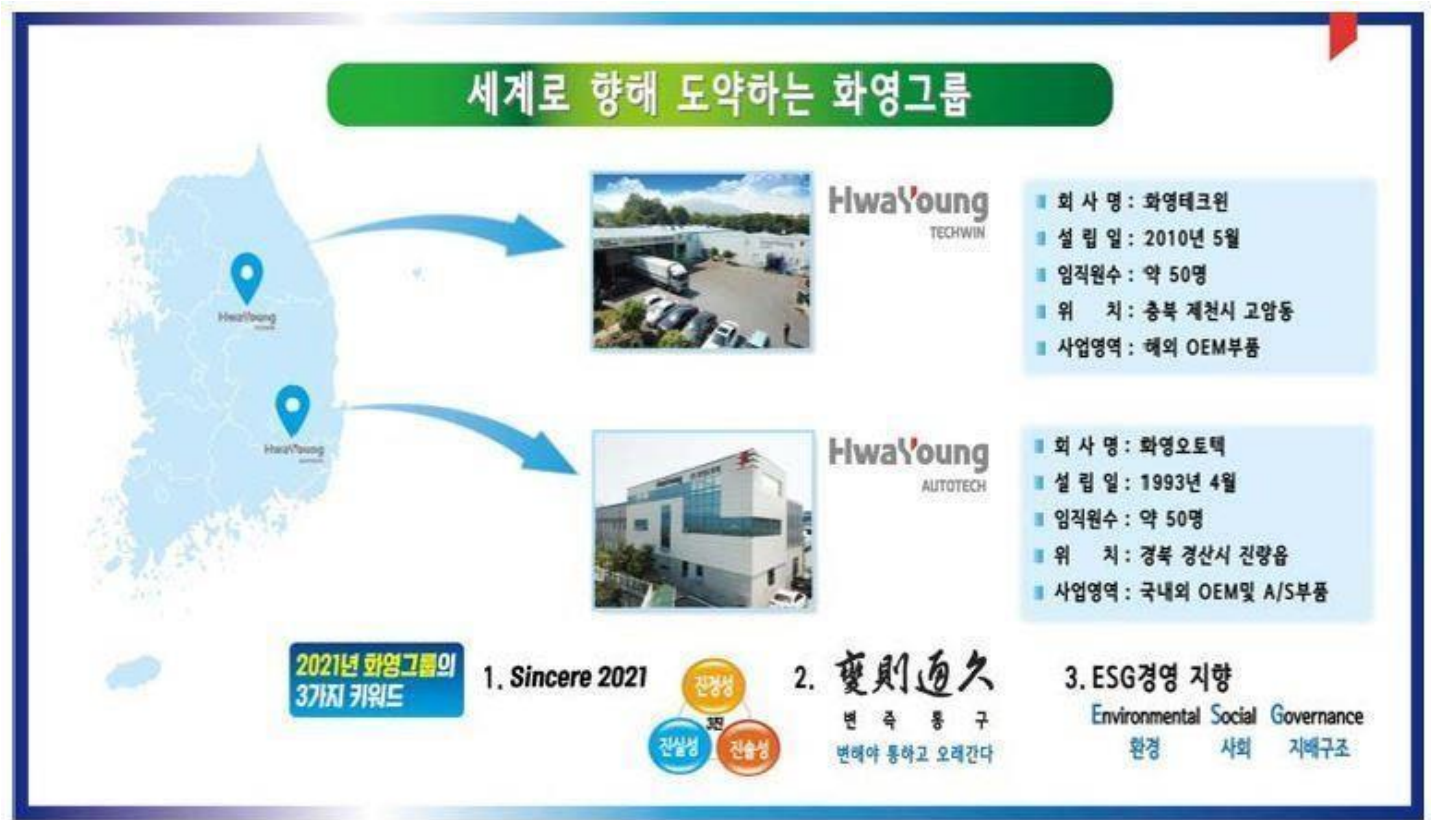 세계로 향해 도약하는 화영그룹
HwaYoung
TECHWIN
회 사 명 : 화영테크윈
설 립 일 : 2010년 5월
임직원수 : 약 50명
위 치 : 충북 제천시 고암동
사업영역 : 해외 OEM부품
HwaYoung
HwaYoung
HwaYoung
AUTOTECH
회 사 명 : 화영오토텍
설 립 일 : 1993년 4월
임직원수 : 약 50명
위 치 : 경북 경산시 진량읍
사업영역 : 국내외 OEM및 A/S부품
2021년 화영그룹의
3가지 키워드
1. Sincere 2021
진정성
3진
진실성
진솔성
2. 變則通久
변 즉 통 구
변해야 통하고 오래간다
3. ESG경영 지향
Environmental Social Governance
환경 사회 지배구조